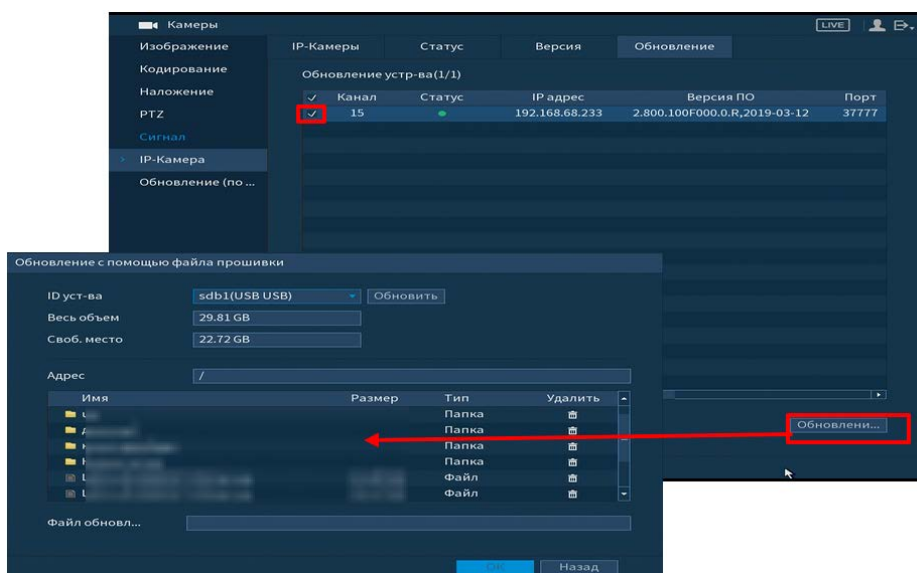 Камеры
LIVE
Изображение
IP-Камеры Статус Версия Обновление
Кодирование
Обновление устр-ва(1/1)
Наложение
Канал Статус IP адрес Версия ПО Порт
PTZ
15 192.168.68.233 2.800.100F000.0.R,2019-03-12 37777
Сигнал
IP-Камера
Обновление (по ...
Обновлени...
Обновление с помощью файла прошивки
ID уст-ва sdb1(USB USB) Обновить
Весь объем 29.81 GB
Своб. место 22.72 GB
Адрес /
Имя Размер Тип Удалить
Папка
Папка
Папка
Папка
Файл
Файл
Файл обновл...
OK Назад